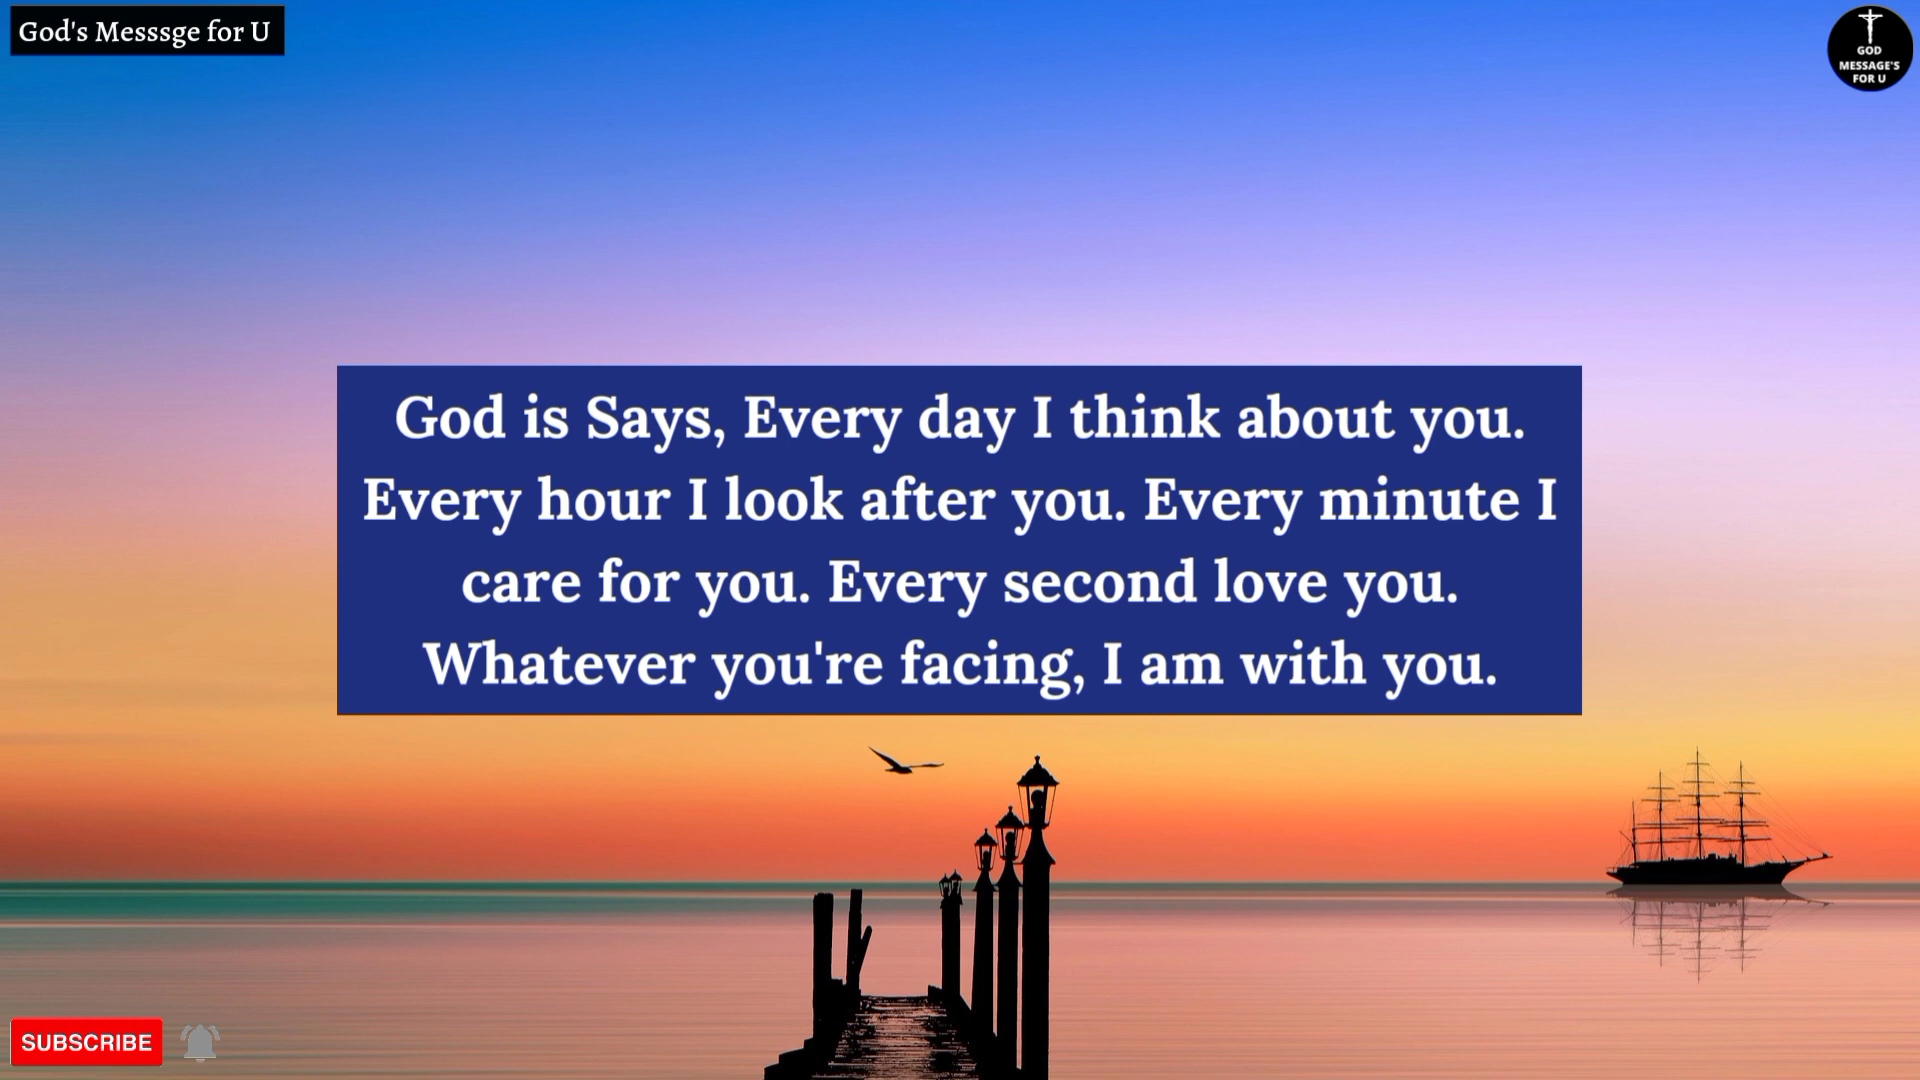 God's Messsge for U
GOD
MESSAGE'S
FOR U
God is Says, Every day I think about you.
Every hour I look after you. Every minute I
care for you. Every second love you.
Whatever you're facing, I am with you.
SUBSCRIBE